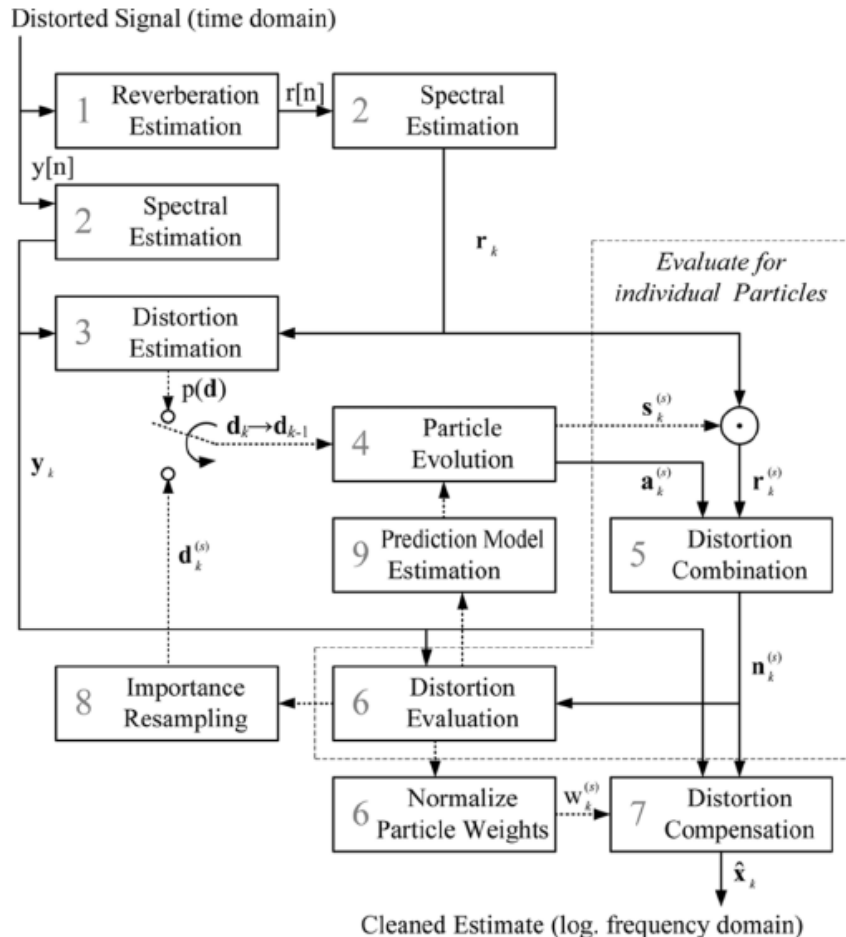 Distorted Signal (time domain)
1 Reverberation Estimation
r[n]
2 Spectral Estimation
y[n]
2 Spectral Estimation
r_k
Evaluate for
individual Particles
3 Distortion Estimation
p(d)
d_k→d_{k-1}
4 Particle Evolution
s_k^{(s)}
a_k^{(s)}
r_k^{(s)}
y_k
d_k^{(s)}
9 Prediction Model Estimation
5 Distortion Combination
n_k^{(s)}
8 Importance Resampling
6 Distortion Evaluation
6 Normalize Particle Weights
w_k^{(s)}
7 Distortion Compensation
x̂_k
Cleaned Estimate (log. frequency domain)